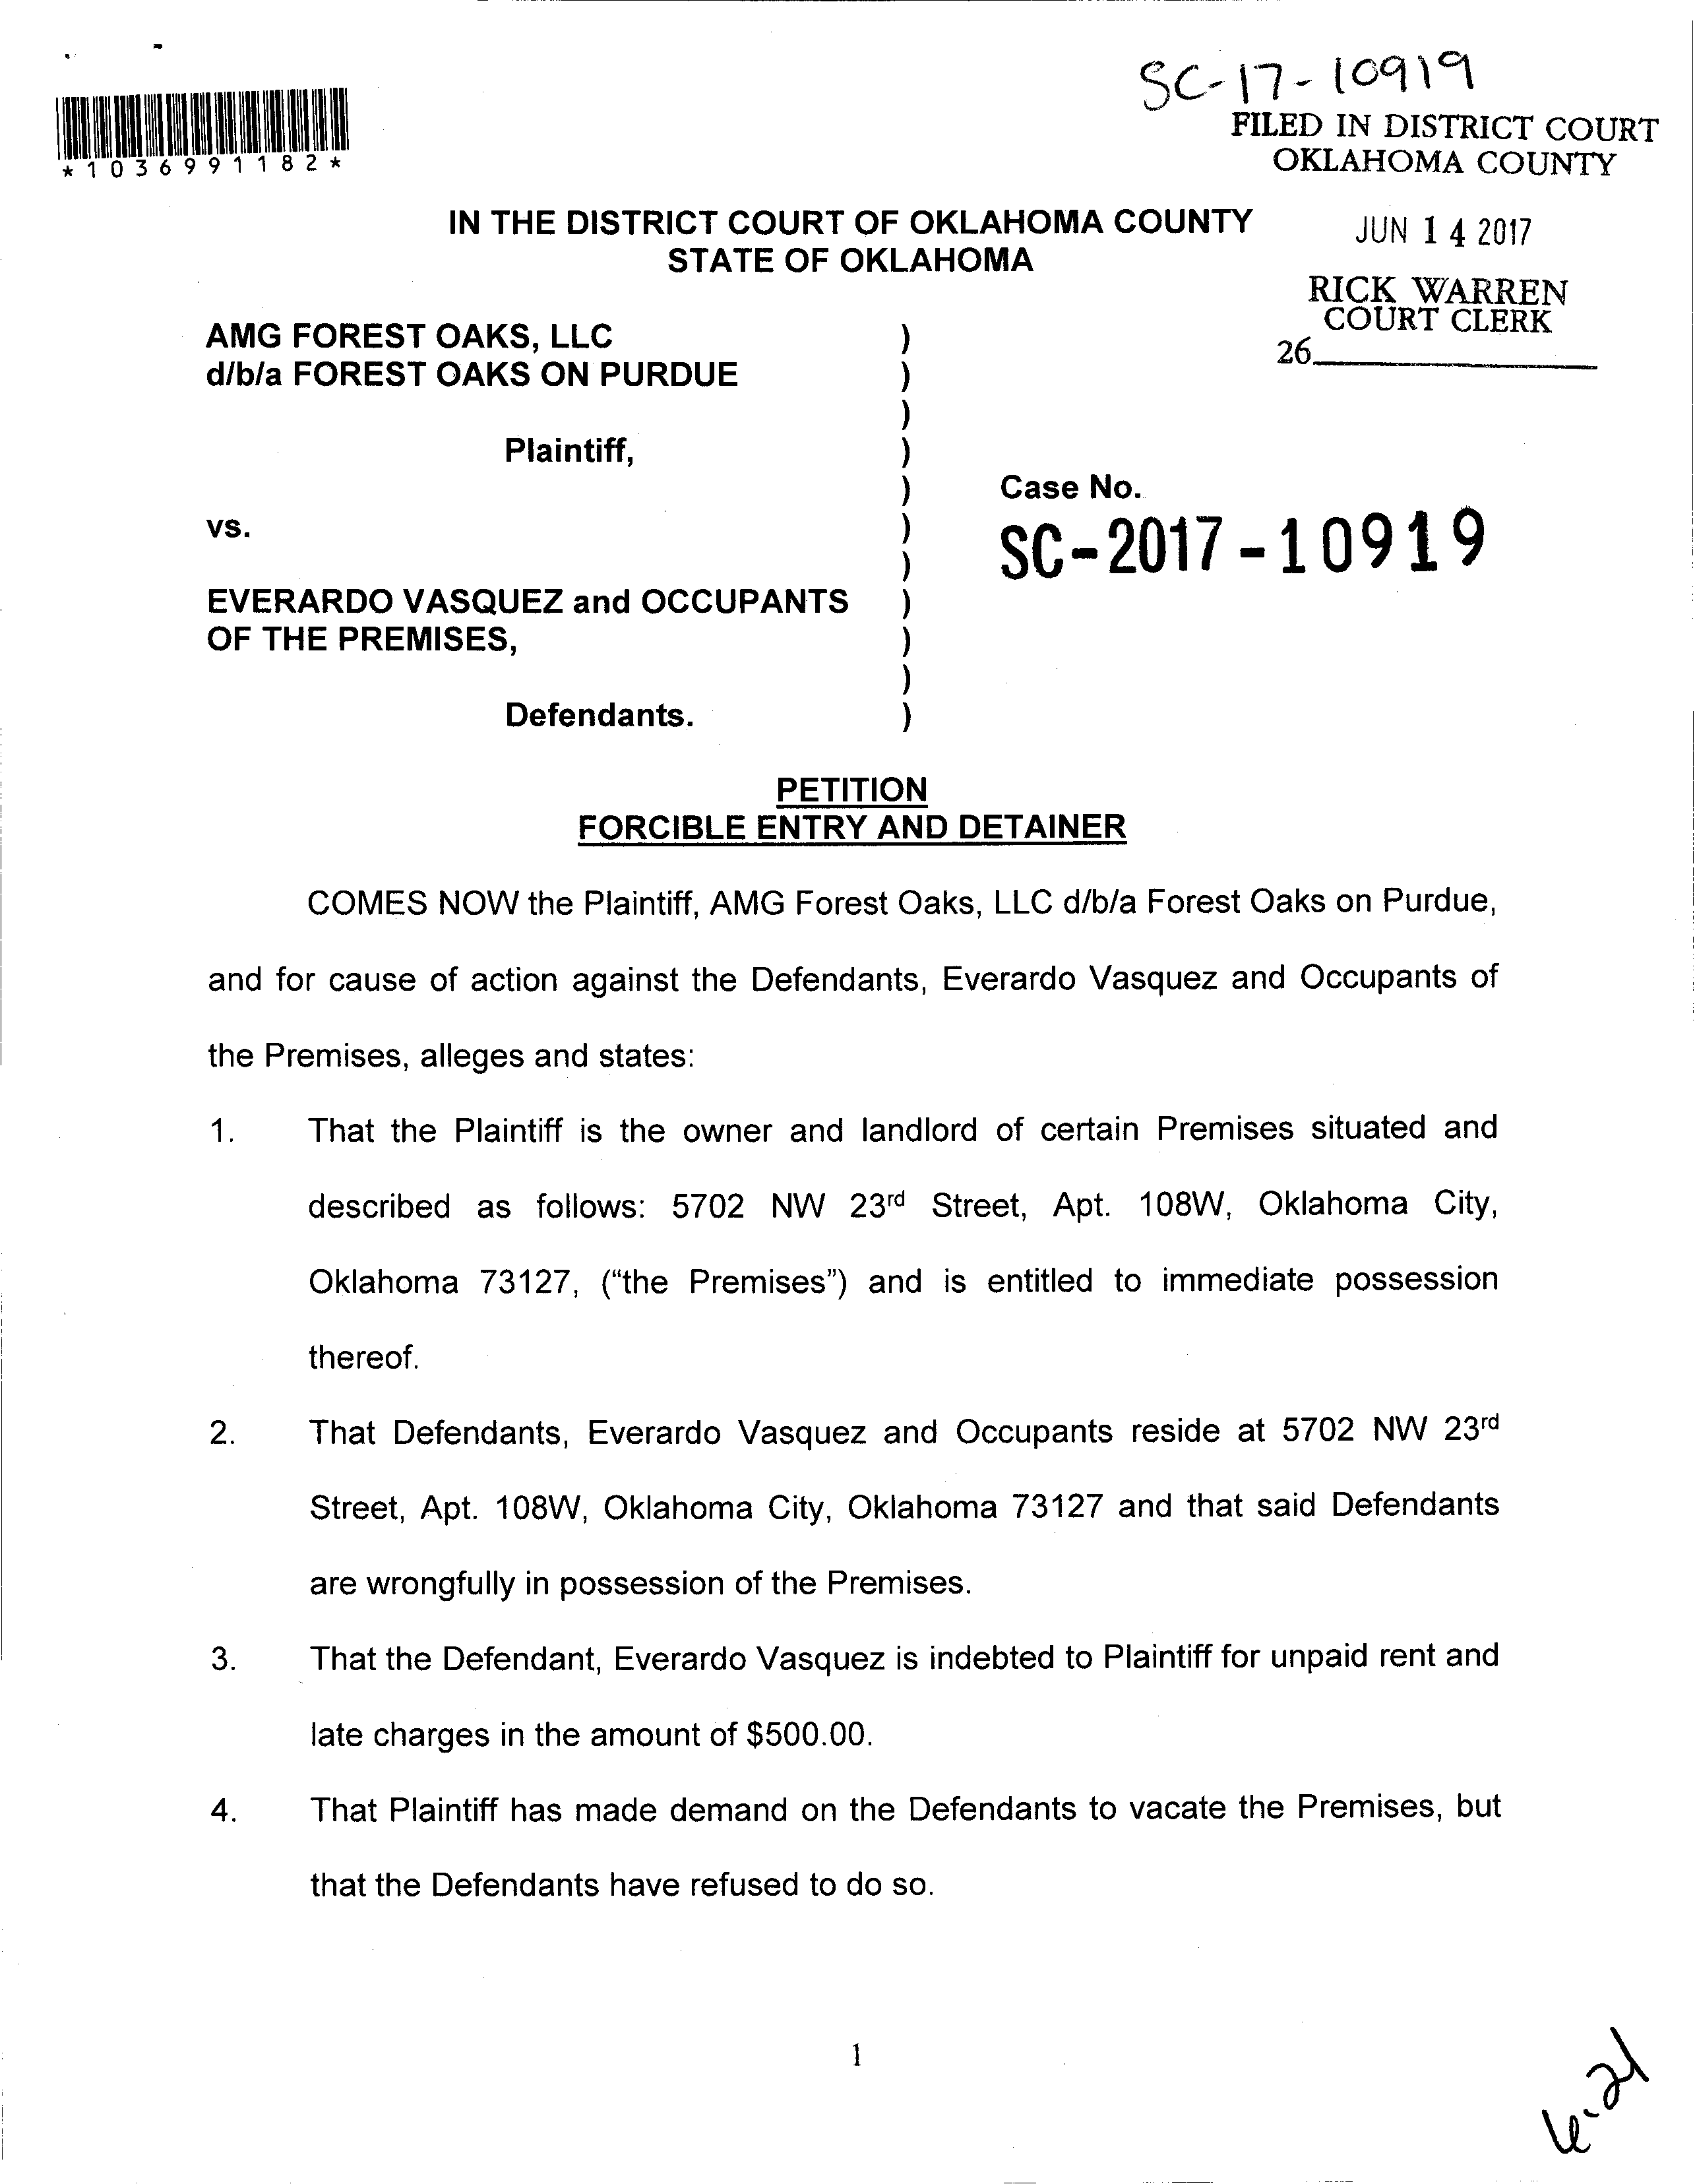 SC-17-10919
FILED IN DISTRICT COURT
OKLAHOMA COUNTY
*1036991182*
IN THE DISTRICT COURT OF OKLAHOMA COUNTY
STATE OF OKLAHOMA
JUN 14 2017
RICK WARREN
COURT CLERK
26
AMG FOREST OAKS, LLC )
d/b/a FOREST OAKS ON PURDUE )
)
Plaintiff, )
) Case No.
vs. ) SC-2017-10919
)
EVERARDO VASQUEZ and OCCUPANTS )
OF THE PREMISES, )
)
Defendants. )
PETITION
FORCIBLE ENTRY AND DETAINER
COMES NOW the Plaintiff, AMG Forest Oaks, LLC d/b/a Forest Oaks on Purdue,
and for cause of action against the Defendants, Everardo Vasquez and Occupants of
the Premises, alleges and states:
1. That the Plaintiff is the owner and landlord of certain Premises situated and
described as follows: 5702 NW 23rd Street, Apt. 108W, Oklahoma City,
Oklahoma 73127, (“the Premises”) and is entitled to immediate possession
thereof.
2. That Defendants, Everardo Vasquez and Occupants reside at 5702 NW 23rd
Street, Apt. 108W, Oklahoma City, Oklahoma 73127 and that said Defendants
are wrongfully in possession of the Premises.
3. That the Defendant, Everardo Vasquez is indebted to Plaintiff for unpaid rent and
late charges in the amount of $500.00.
4. That Plaintiff has made demand on the Defendants to vacate the Premises, but
that the Defendants have refused to do so.
1
6-21